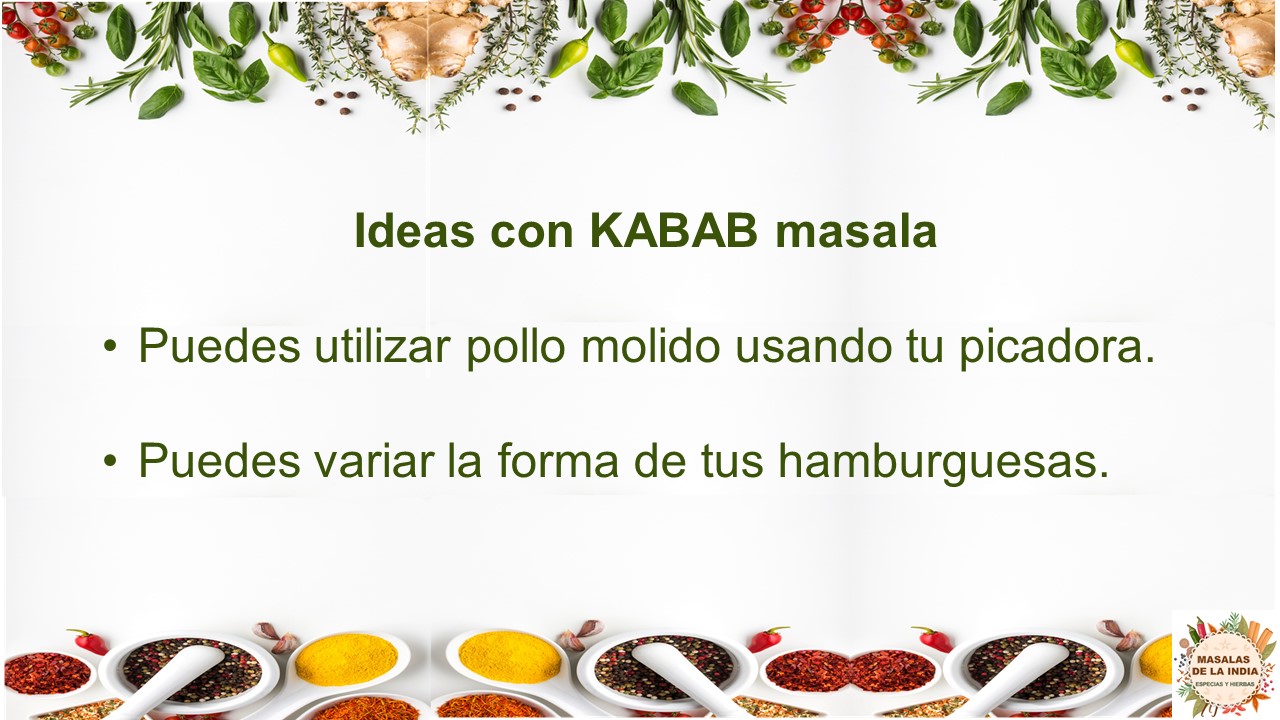 Ideas con KABAB masala
• Puedes utilizar pollo molido usando tu picadora.
• Puedes variar la forma de tus hamburguesas.
MASALAS
DE LA INDIA
ESPECIAS Y HIERBAS